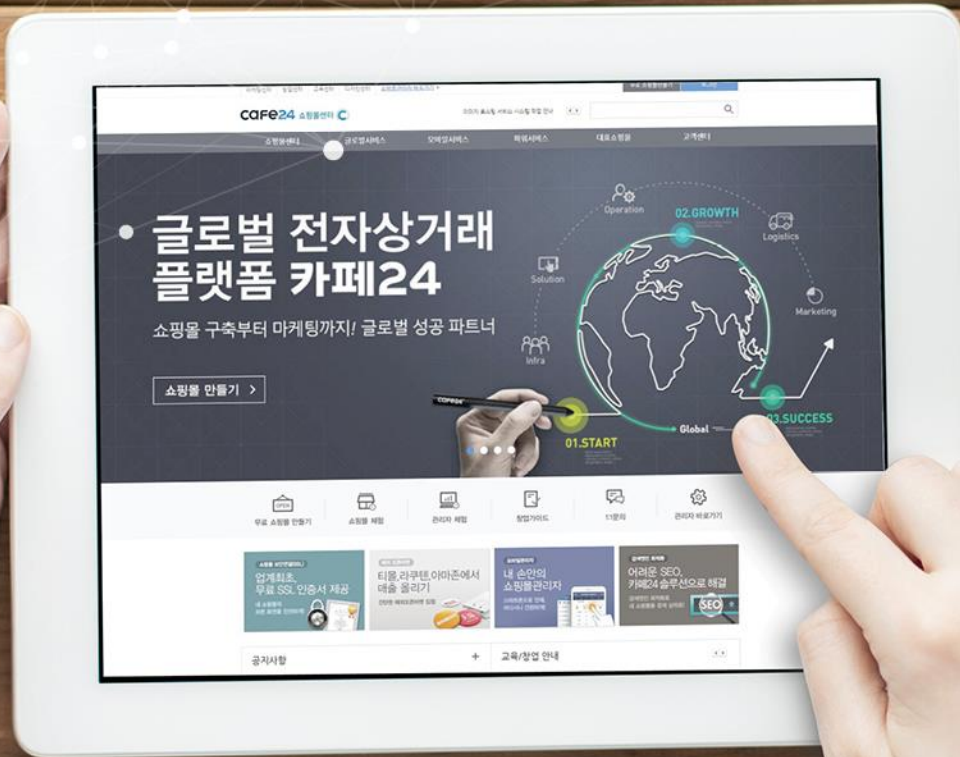 cafe24 쇼핑몰센터
쇼핑몰센터 글로벌서비스 모바일서비스 파워서비스 대표쇼핑몰 고객센터
글로벌 전자상거래
플랫폼 카페24
쇼핑몰 구축부터 마케팅까지! 글로벌 성공 파트너
쇼핑몰 만들기 >
Operation
02.GROWTH
Logistics
Solution
Marketing
Infra
cafe24
01.START
Global
03.SUCCESS
OPEN
무료 쇼핑몰 만들기 쇼핑몰 체험 관리자 체험 창업가이드 1:1문의 관리자 바로가기
업계최초,
무료 SSL 인증서 제공
티몰,라쿠텐,아마존에서
매출 올리기
내 손안의
쇼핑몰관리자
어려운 SEO,
카페24 솔루션으로 해결
SEO
공지사항 + 교육/창업 안내